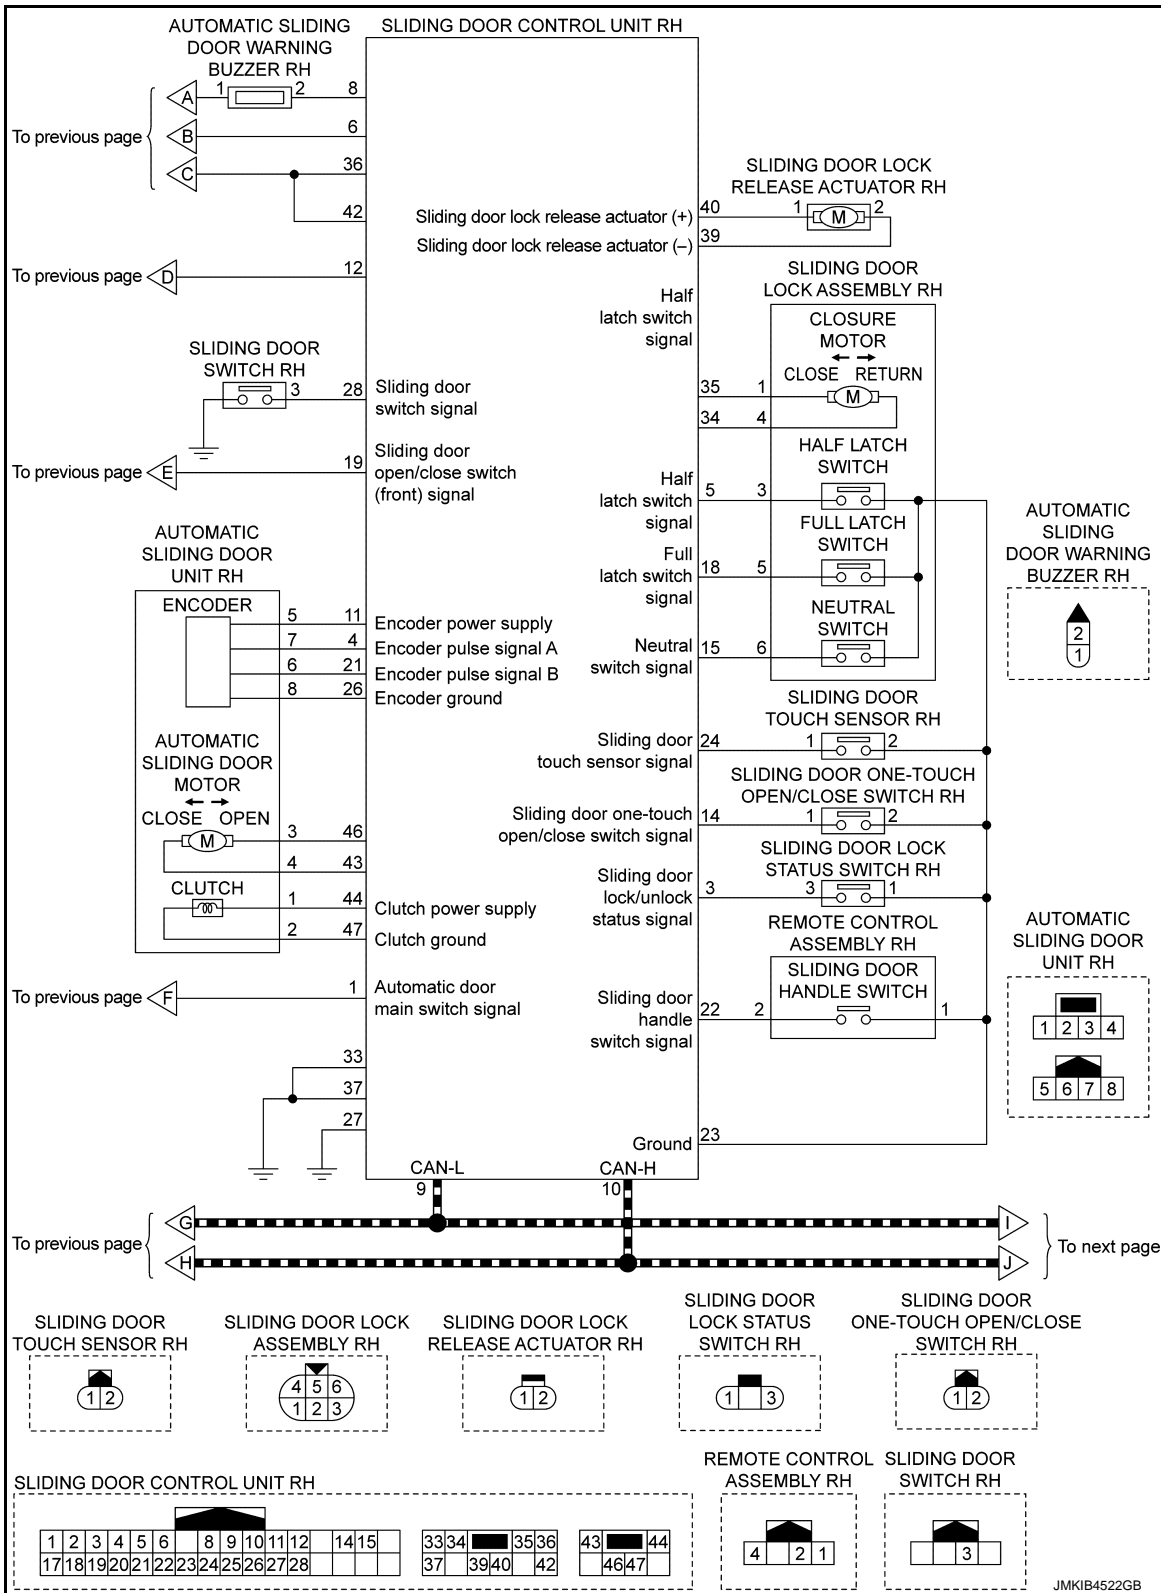 AUTOMATIC SLIDING
DOOR WARNING
BUZZER RH
SLIDING DOOR CONTROL UNIT RH
A
1
2
8
To previous page
B
6
C
36
42
SLIDING DOOR LOCK
RELEASE ACTUATOR RH
Sliding door lock release actuator (+)
40
1
M
2
Sliding door lock release actuator (–)
39
To previous page
D
12
SLIDING DOOR
LOCK ASSEMBLY RH
Half
latch switch
signal
CLOSURE
MOTOR
CLOSE RETURN
35
1
M
34
4
SLIDING DOOR
SWITCH RH
3
28
Sliding door
switch signal
To previous page
E
19
Sliding door
open/close switch
(front) signal
HALF LATCH
SWITCH
Half
latch switch
signal
5
3
FULL LATCH
SWITCH
Full
latch switch
signal
18
5
NEUTRAL
SWITCH
Neutral
switch signal
15
6
AUTOMATIC
SLIDING
DOOR WARNING
BUZZER RH
2
1
AUTOMATIC
SLIDING DOOR
UNIT RH
ENCODER
5
11
Encoder power supply
7
4
Encoder pulse signal A
6
21
Encoder pulse signal B
8
26
Encoder ground
AUTOMATIC
SLIDING DOOR
MOTOR
CLOSE OPEN
M
3
46
4
43
CLUTCH
1
44
Clutch power supply
2
47
Clutch ground
SLIDING DOOR
TOUCH SENSOR RH
Sliding door
touch sensor signal
24
1
2
SLIDING DOOR ONE-TOUCH
OPEN/CLOSE SWITCH RH
Sliding door one-touch
open/close switch signal
14
1
2
SLIDING DOOR LOCK
STATUS SWITCH RH
Sliding door
lock/unlock
status signal
3
3
1
REMOTE CONTROL
ASSEMBLY RH
SLIDING DOOR
HANDLE SWITCH
Sliding door
handle
switch signal
22
2
1
AUTOMATIC
SLIDING DOOR
UNIT RH
1 2 3 4
5 6 7 8
To previous page
F
1
Automatic door
main switch signal
33
37
27
Ground
23
CAN-L
9
CAN-H
10
To previous page
G
H
I
J
To next page
SLIDING DOOR
TOUCH SENSOR RH
1 2
SLIDING DOOR LOCK
ASSEMBLY RH
4 5 6
1 2 3
SLIDING DOOR LOCK
RELEASE ACTUATOR RH
1 2
SLIDING DOOR
LOCK STATUS
SWITCH RH
1 3
SLIDING DOOR
ONE-TOUCH OPEN/CLOSE
SWITCH RH
1 2
SLIDING DOOR CONTROL UNIT RH
1 2 3 4 5 6 8 9 10 11 12 14 15
17 18 19 20 21 22 23 24 25 26 27 28
33 34 35 36
37 39 40 42
43 44
46 47
REMOTE CONTROL
ASSEMBLY RH
4 2 1
SLIDING DOOR
SWITCH RH
3
JMKIB4522GB